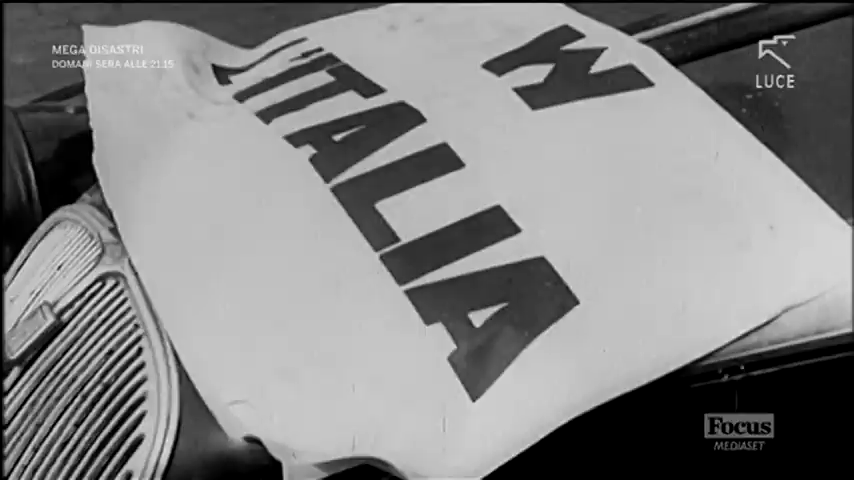 MEGA DISASTRI
DOMANI SERA ALLE 21.15
LUCE
W
L'ITALIA
Focus
MEDIASET